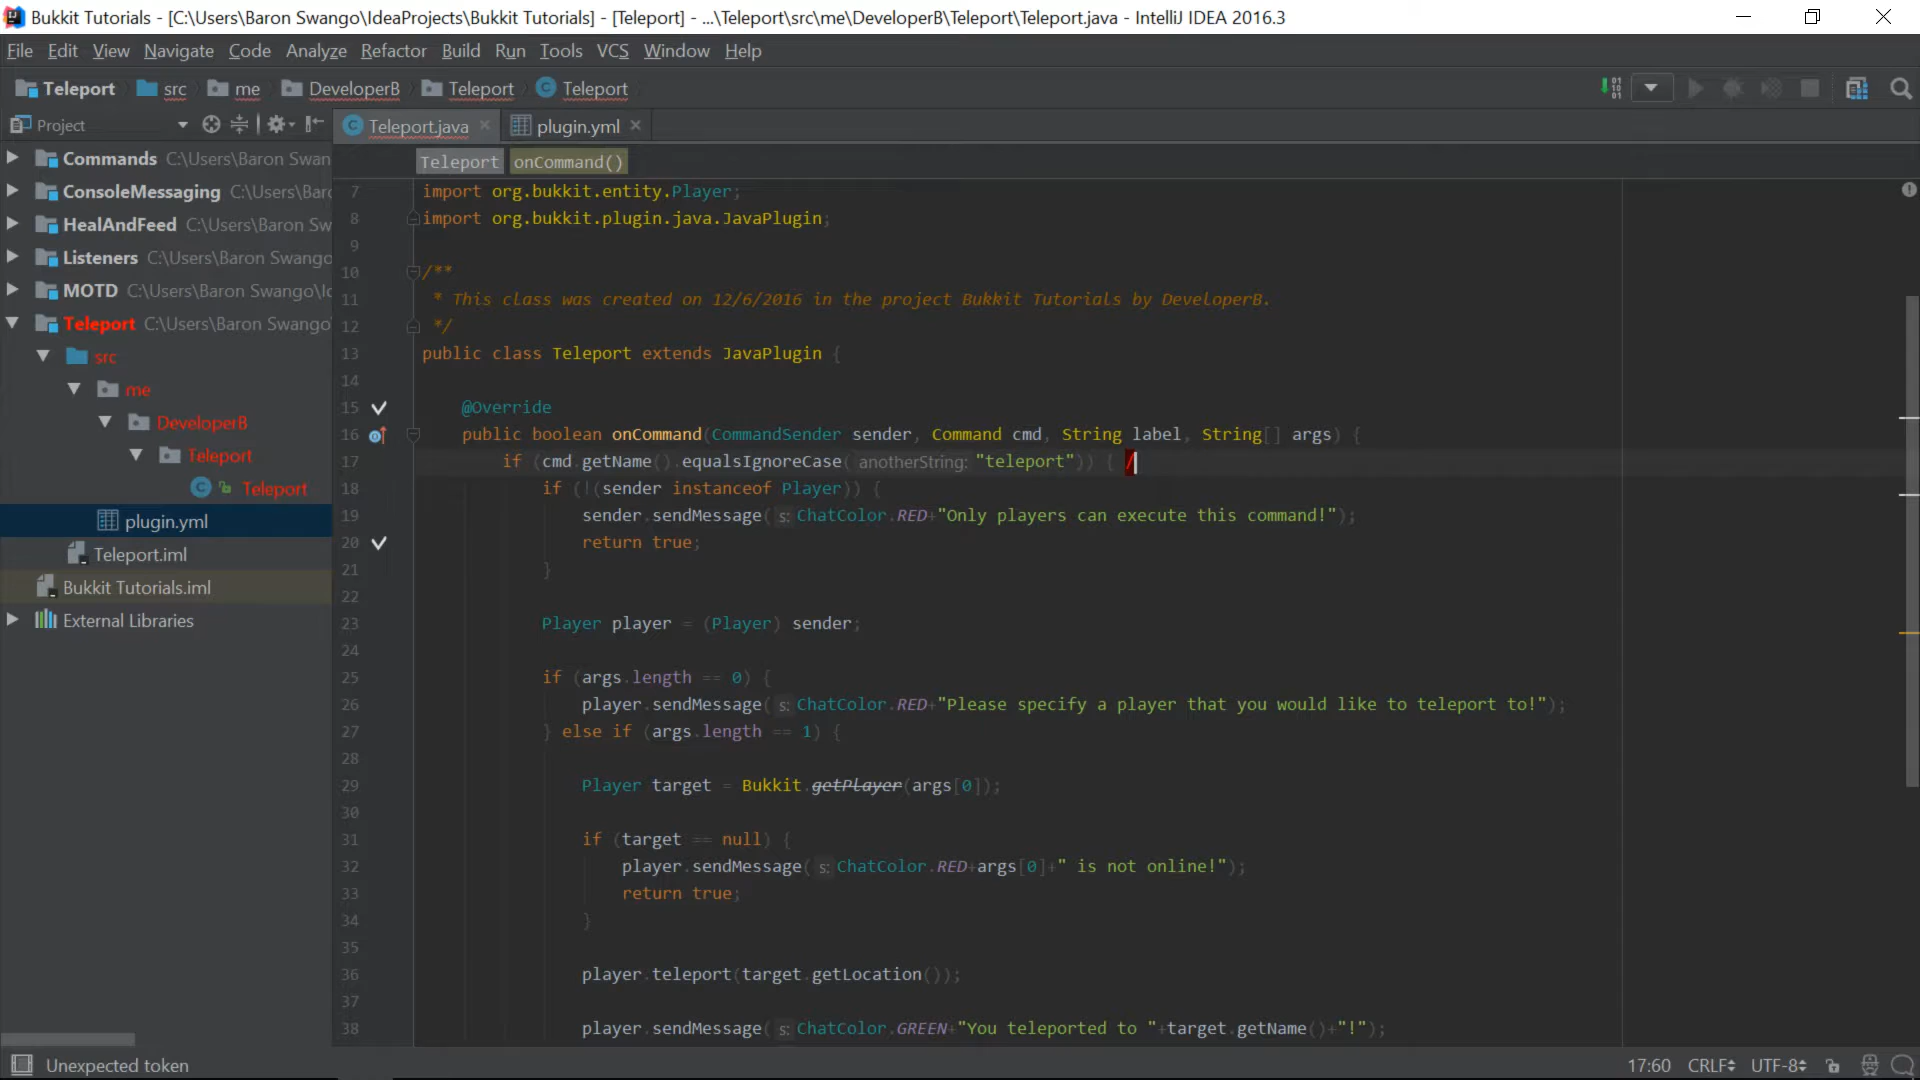 Bukkit Tutorials - [C:\Users\Baron Swango\IdeaProjects\Bukkit Tutorials] - [Teleport] - ...\Teleport\src\me\DeveloperB\Teleport\Teleport.java - IntelliJ IDEA 2016.3
File Edit View Navigate Code Analyze Refactor Build Run Tools VCS Window Help
Teleport src me DeveloperB Teleport Teleport
Project Teleport.java plugin.yml
Teleport onCommand()
Commands C:\Users\Baron Swan
ConsoleMessaging C:\Users\Bar
HealAndFeed C:\Users\Baron Sw
Listeners C:\Users\Baron Swango
MOTD C:\Users\Baron Swango\Ic
Teleport C:\Users\Baron Swango
src
me
DeveloperB
Teleport
Teleport
plugin.yml
Teleport.iml
Bukkit Tutorials.iml
External Libraries
7 import org.bukkit.entity.Player;
8 import org.bukkit.plugin.java.JavaPlugin;
9
10 /**
11 * This class was created on 12/6/2016 in the project Bukkit Tutorials by DeveloperB.
12 */
13 public class Teleport extends JavaPlugin {
14
15 @Override
16 public boolean onCommand(CommandSender sender, Command cmd, String label, String[] args) {
17 if (cmd.getName().equalsIgnoreCase( anotherString: "teleport")) { /
18 if (!(sender instanceof Player)) {
19 sender.sendMessage( s: ChatColor.RED+"Only players can execute this command!");
20 return true;
21 }
22
23 Player player = (Player) sender;
24
25 if (args.length == 0) {
26 player.sendMessage( s: ChatColor.RED+"Please specify a player that you would like to teleport to!");
27 } else if (args.length == 1) {
28
29 Player target = Bukkit.getPlayer(args[0]);
30
31 if (target == null) {
32 player.sendMessage( s: ChatColor.RED+args[0]+" is not online!");
33 return true;
34 }
35
36 player.teleport(target.getLocation());
37
38 player.sendMessage( s: ChatColor.GREEN+"You teleported to "+target.getName()+"!");
Unexpected token 17:60 CRLF UTF-8